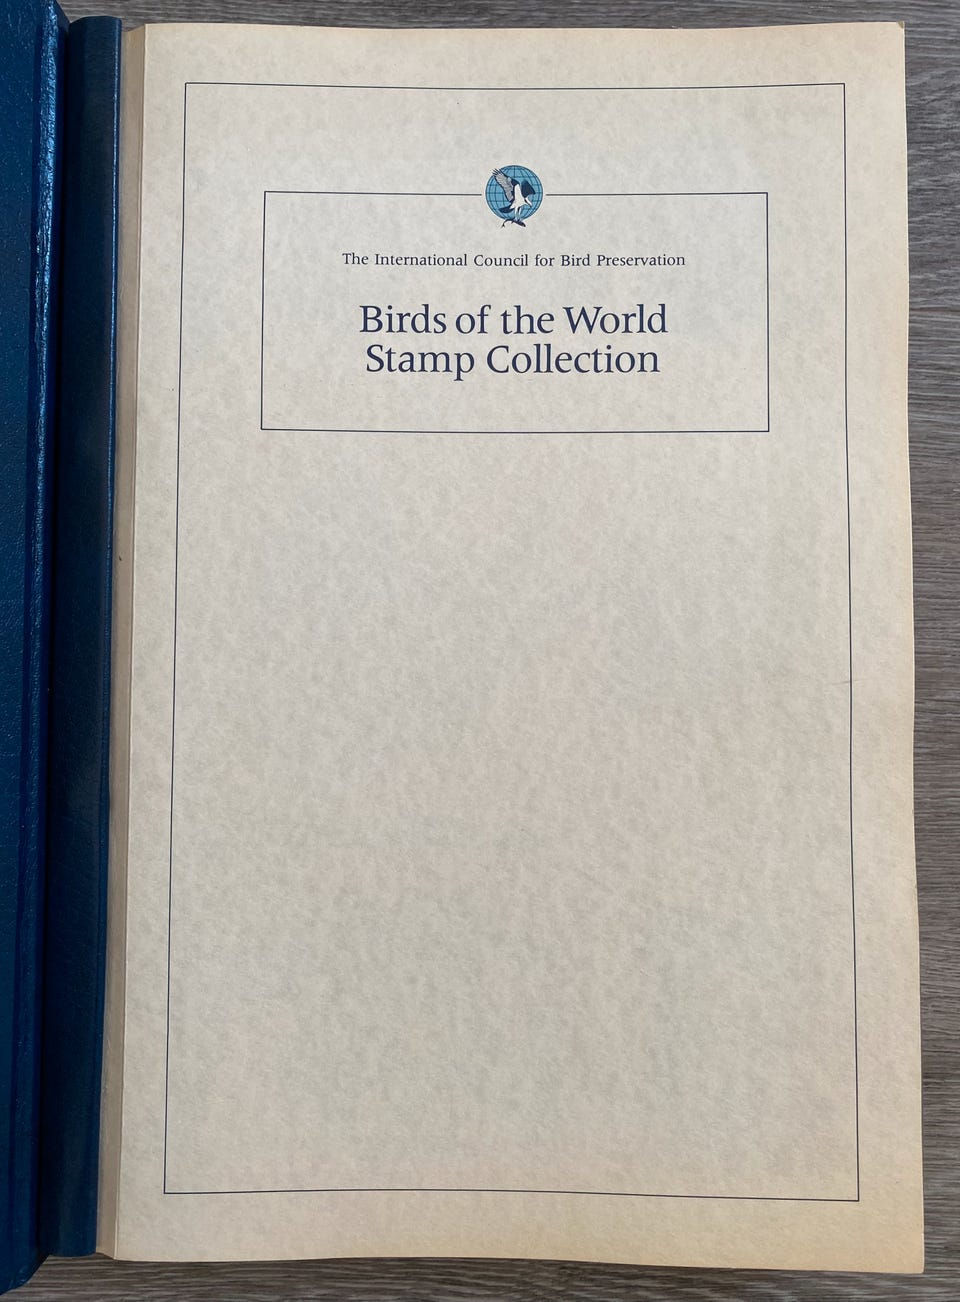 The International Council for Bird Preservation
Birds of the World
Stamp Collection